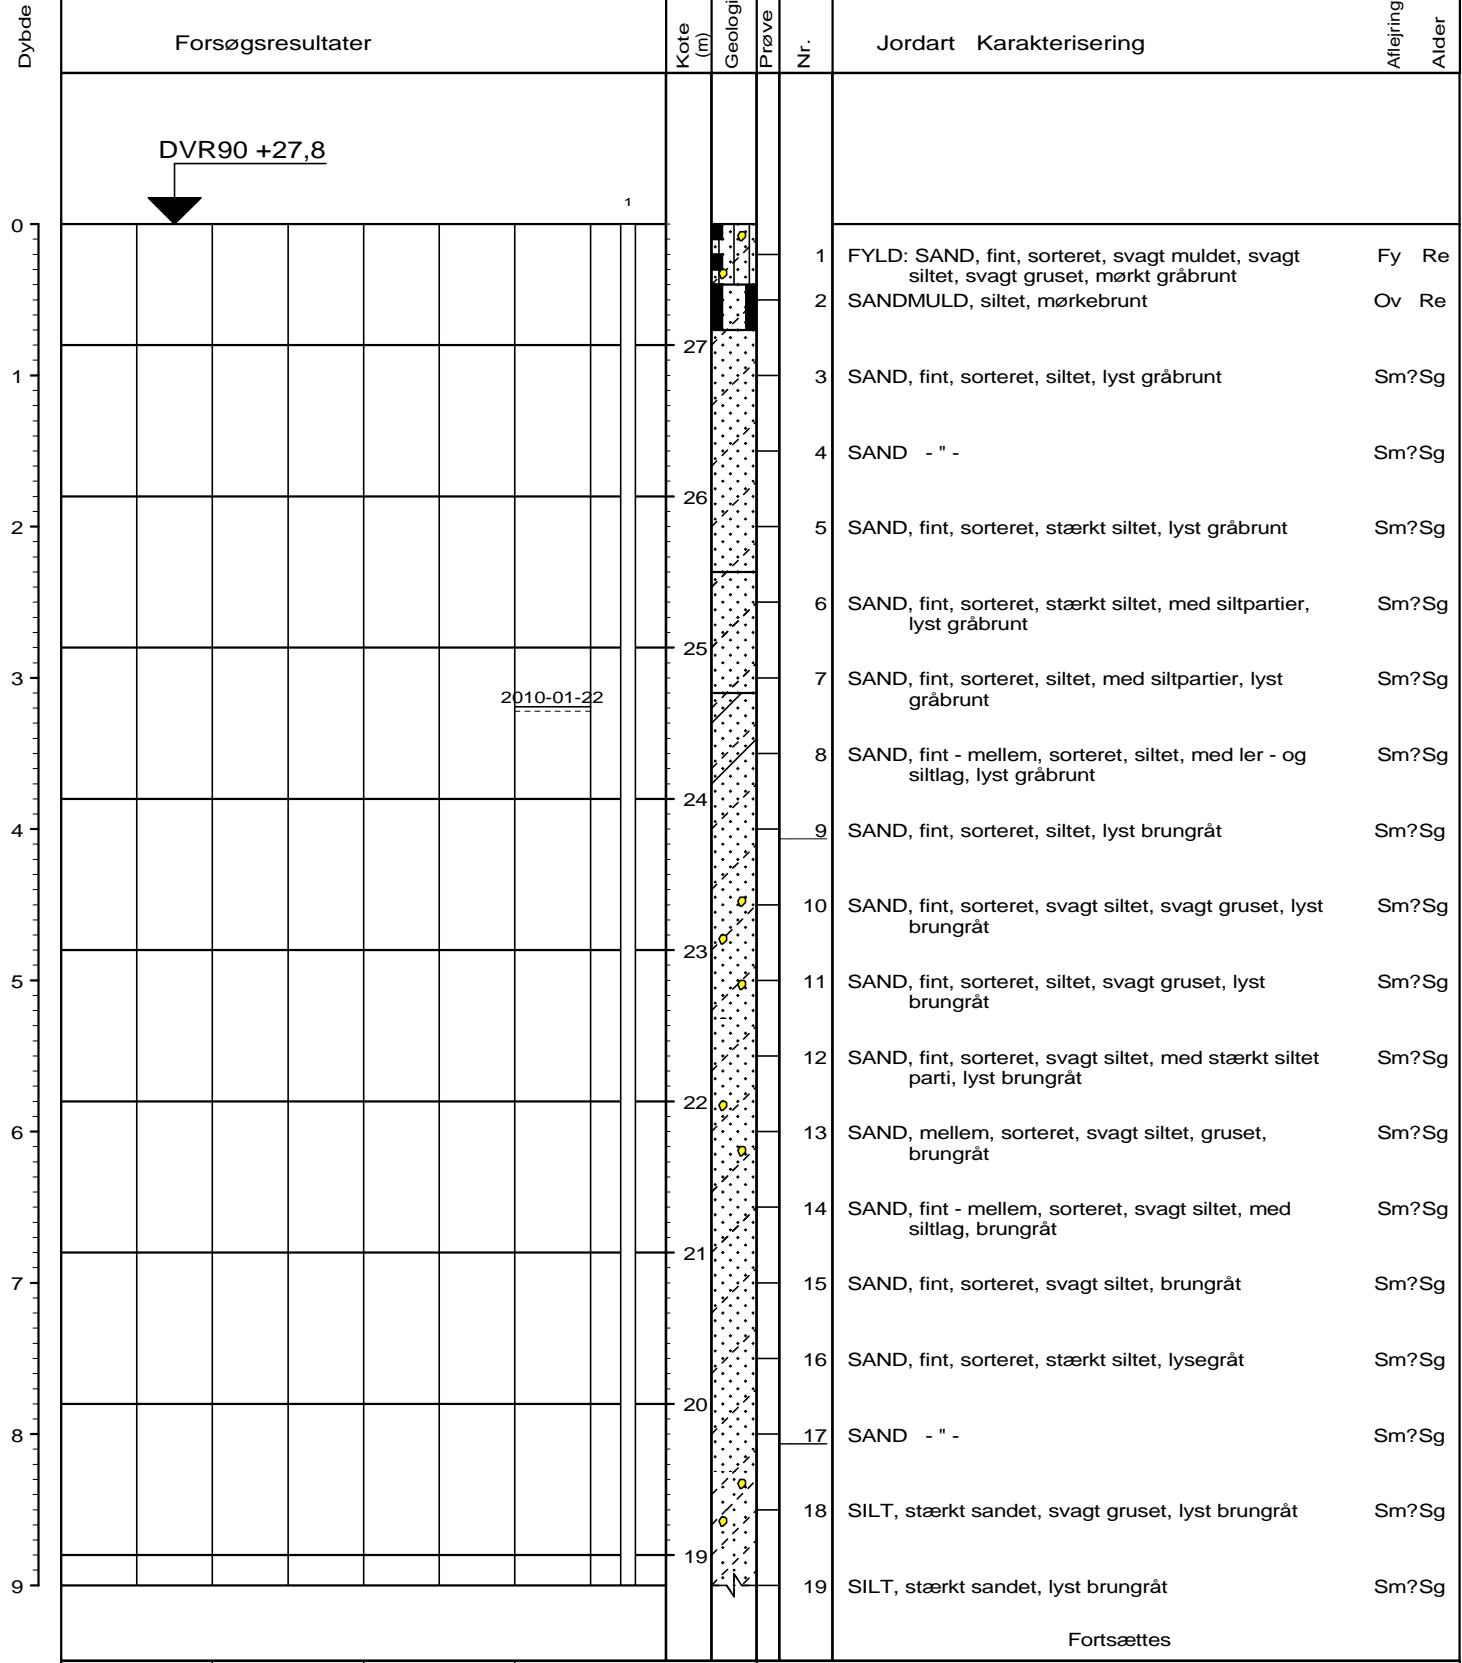 Dybde Forsøgsresultater Kote (m) Geologi Prøve Nr. Jordart Karakterisering Aflejring Alder
DVR90 +27,8
1
0
1 FYLD: SAND, fint, sorteret, svagt muldet, svagt Fy Re
siltet, svagt gruset, mørkt gråbrunt
2 SANDMULD, siltet, mørkebrunt Ov Re
27
1 3 SAND, fint, sorteret, siltet, lyst gråbrunt Sm? Sg
4 SAND - " - Sm? Sg
26
2 5 SAND, fint, sorteret, stærkt siltet, lyst gråbrunt Sm? Sg
6 SAND, fint, sorteret, stærkt siltet, med siltpartier, Sm? Sg
lyst gråbrunt
25
3 7 SAND, fint, sorteret, siltet, med siltpartier, lyst Sm? Sg
gråbrunt
2010-01-22
8 SAND, fint - mellem, sorteret, siltet, med ler - og Sm? Sg
siltlag, lyst gråbrunt
24
4 9 SAND, fint, sorteret, siltet, lyst brungråt Sm? Sg
10 SAND, fint, sorteret, svagt siltet, svagt gruset, lyst Sm? Sg
brungråt
23
5 11 SAND, fint, sorteret, siltet, svagt gruset, lyst Sm? Sg
brungråt
12 SAND, fint, sorteret, svagt siltet, med stærkt siltet Sm? Sg
parti, lyst brungråt
22
6 13 SAND, mellem, sorteret, svagt siltet, gruset, Sm? Sg
brungråt
14 SAND, fint - mellem, sorteret, svagt siltet, med Sm? Sg
siltlag, brungråt
21
7 15 SAND, fint, sorteret, svagt siltet, brungråt Sm? Sg
16 SAND, fint, sorteret, stærkt siltet, lysegråt Sm? Sg
20
8 17 SAND - " - Sm? Sg
18 SILT, stærkt sandet, svagt gruset, lyst brungråt Sm? Sg
19
9 19 SILT, stærkt sandet, lyst brungråt Sm? Sg
Fortsættes